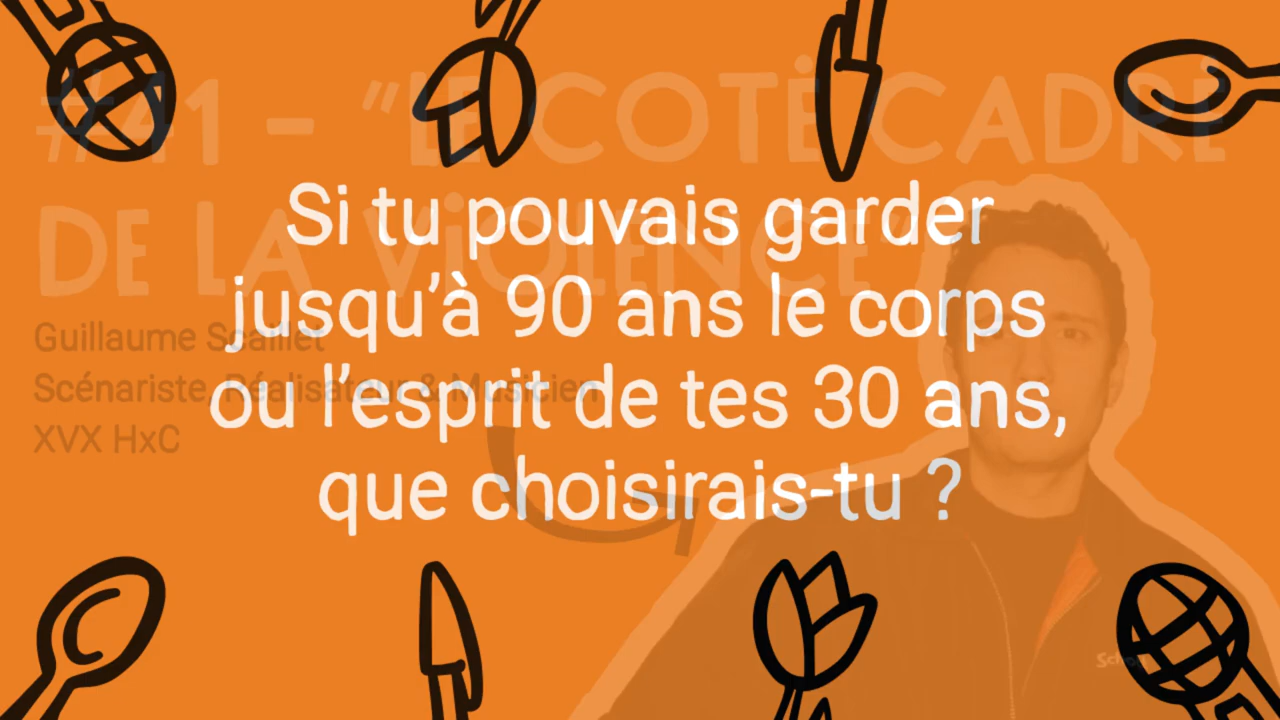 #41 - "LE COTÉ CADRÉ
DE LA ViOLENCE"
Si tu pouvais garder
jusqu'à 90 ans le corps
ou l'esprit de tes 30 ans,
que choisirais-tu ?
Guillaume Scaillet
Scénariste, Réalisateur & Musicien
XVX HxC